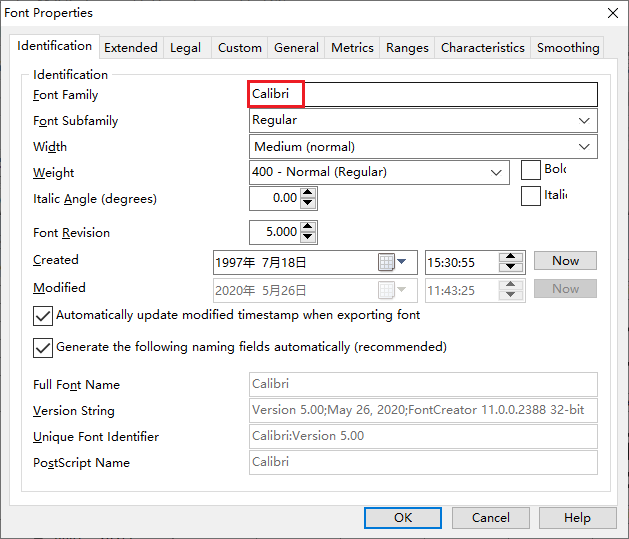 Font Properties
Identification Extended Legal Custom General Metrics Ranges Characteristics Smoothing
Identification
Font Family Calibri
Font Subfamily Regular
Width Medium (normal)
Weight 400 - Normal (Regular) Bold
Italic Angle (degrees) 0.00 Italic
Font Revision 5.000
Created 1997年 7月18日 15:30:55 Now
Modified 2020年 5月26日 11:43:25 Now
Automatically update modified timestamp when exporting font
Generate the following naming fields automatically (recommended)
Full Font Name Calibri
Version String Version 5.00;May 26, 2020;FontCreator 11.0.0.2388 32-bit
Unique Font Identifier Calibri:Version 5.00
PostScript Name Calibri
OK Cancel Help